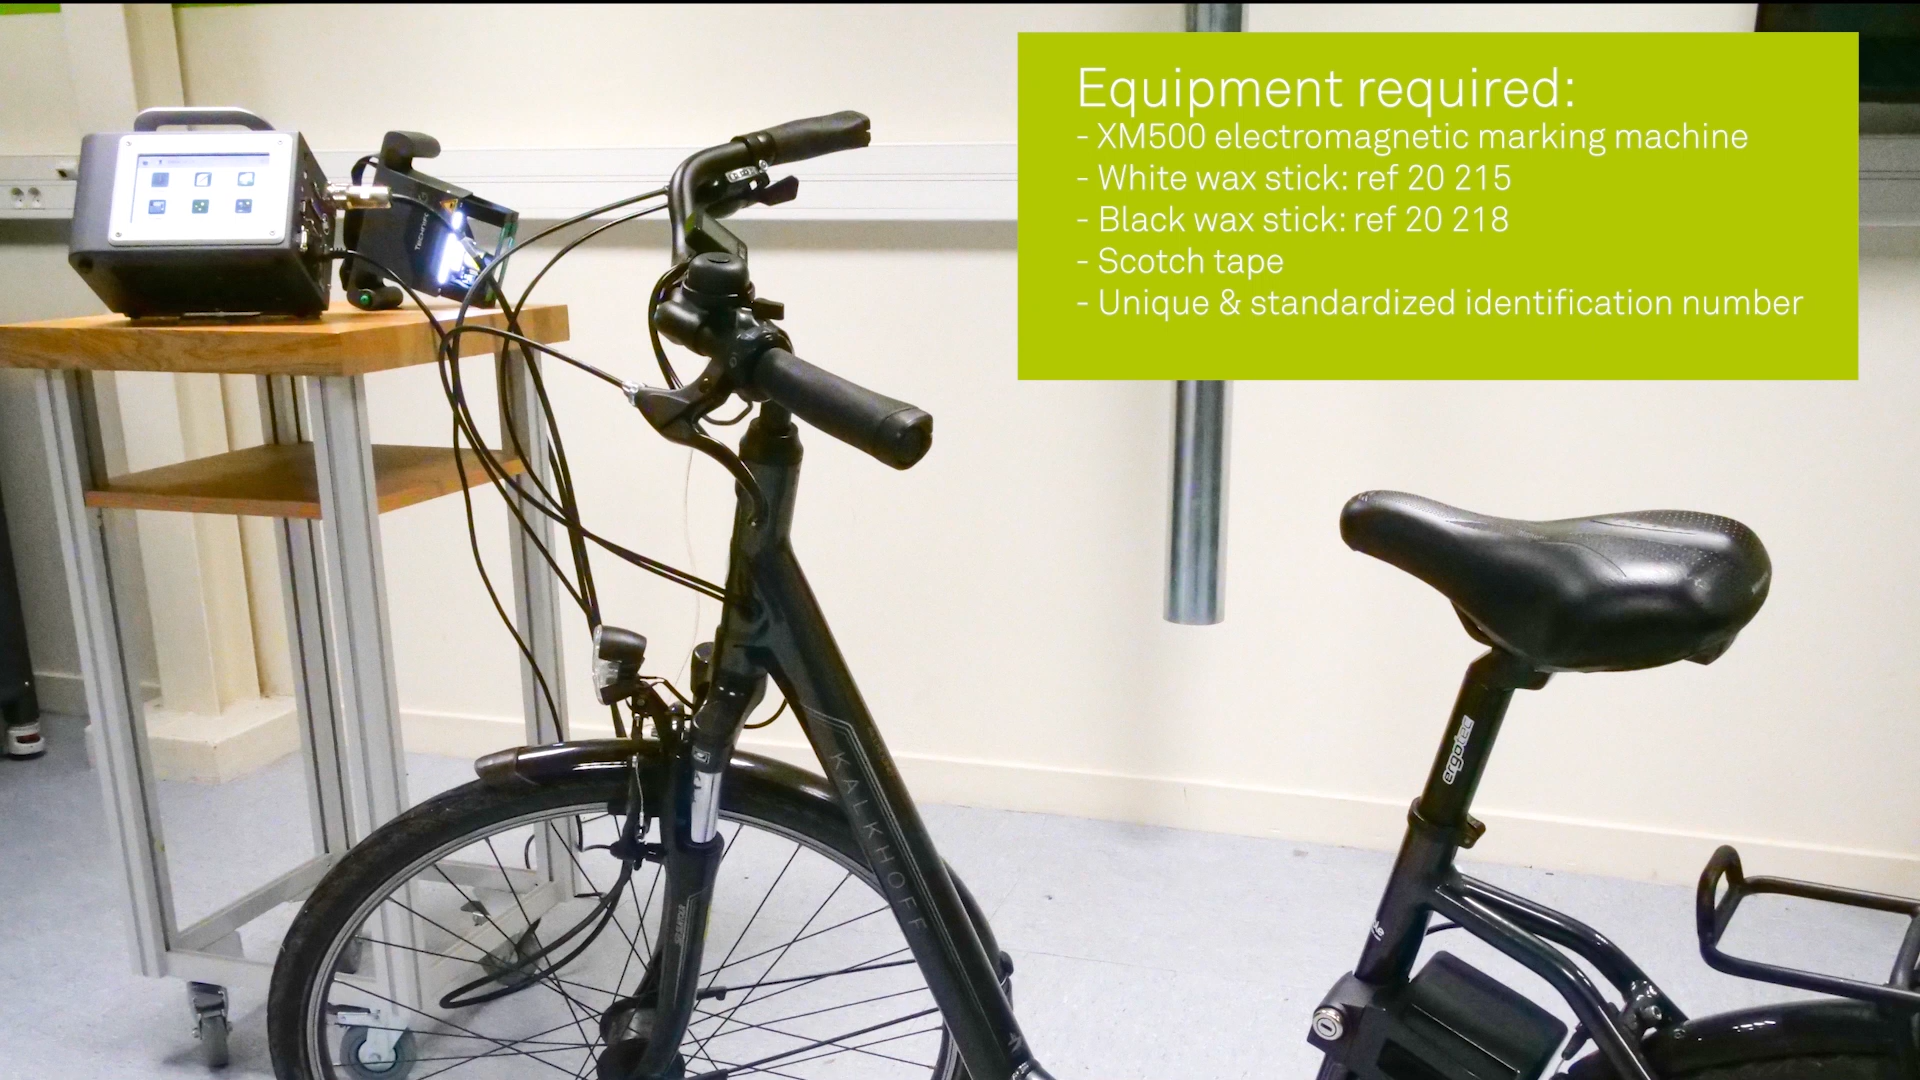 Equipment required:
- XM500 electromagnetic marking machine
- White wax stick: ref 20 215
- Black wax stick: ref 20 218
- Scotch tape
- Unique & standardized identification number
TECHNIFOR
KALKHOFF
ergotec